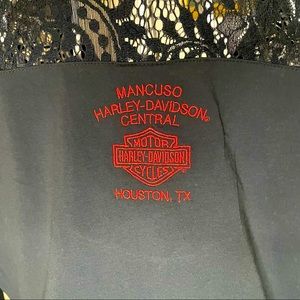 MANCUSO
HARLEY-DAVIDSON®
CENTRAL
MOTOR
HARLEY-DAVIDSON
CYCLES
HOUSTON, TX